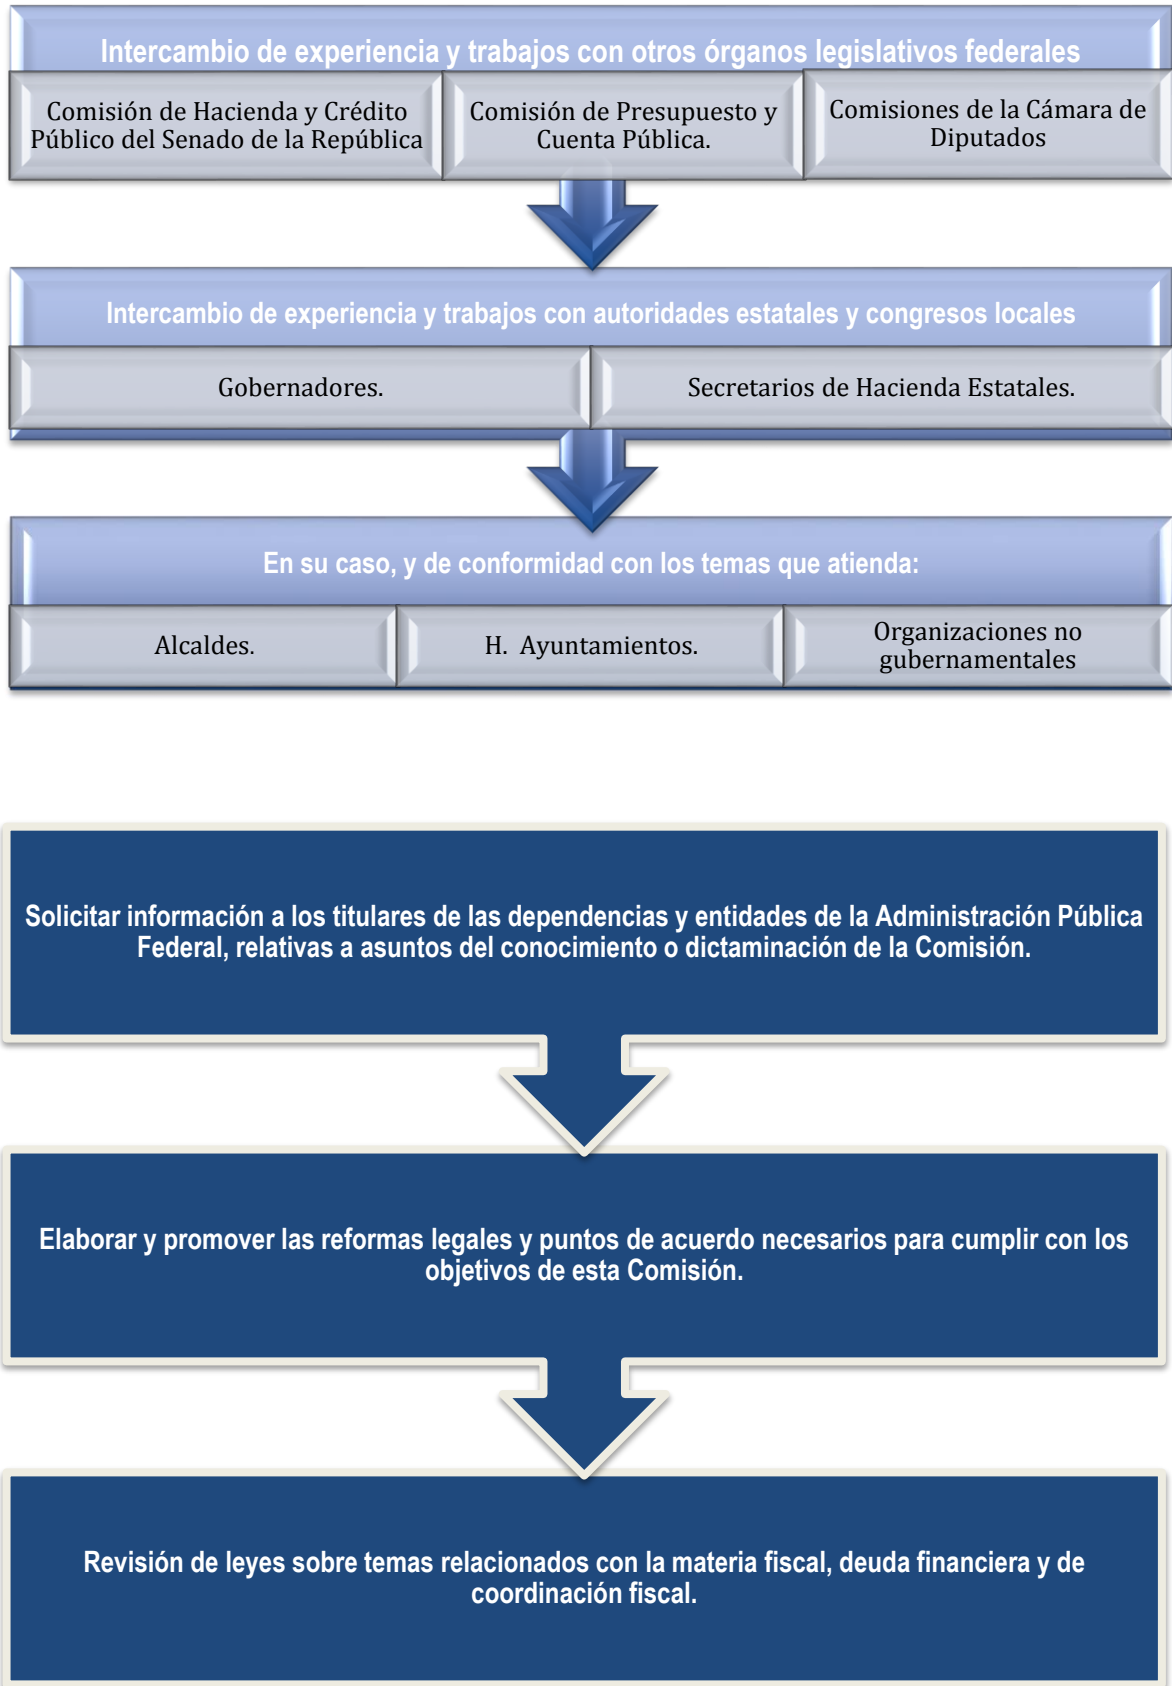 Intercambio de experiencia y trabajos con otros órganos legislativos federales
Comisión de Hacienda y Crédito
Público del Senado de la República
Comisión de Presupuesto y
Cuenta Pública.
Comisiones de la Cámara de
Diputados
Intercambio de experiencia y trabajos con autoridades estatales y congresos locales
Gobernadores.
Secretarios de Hacienda Estatales.
En su caso, y de conformidad con los temas que atienda:
Alcaldes.
H. Ayuntamientos.
Organizaciones no
gubernamentales
Solicitar información a los titulares de las dependencias y entidades de la Administración Pública
Federal, relativas a asuntos del conocimiento o dictaminación de la Comisión.
Elaborar y promover las reformas legales y puntos de acuerdo necesarios para cumplir con los
objetivos de esta Comisión.
Revisión de leyes sobre temas relacionados con la materia fiscal, deuda financiera y de
coordinación fiscal.